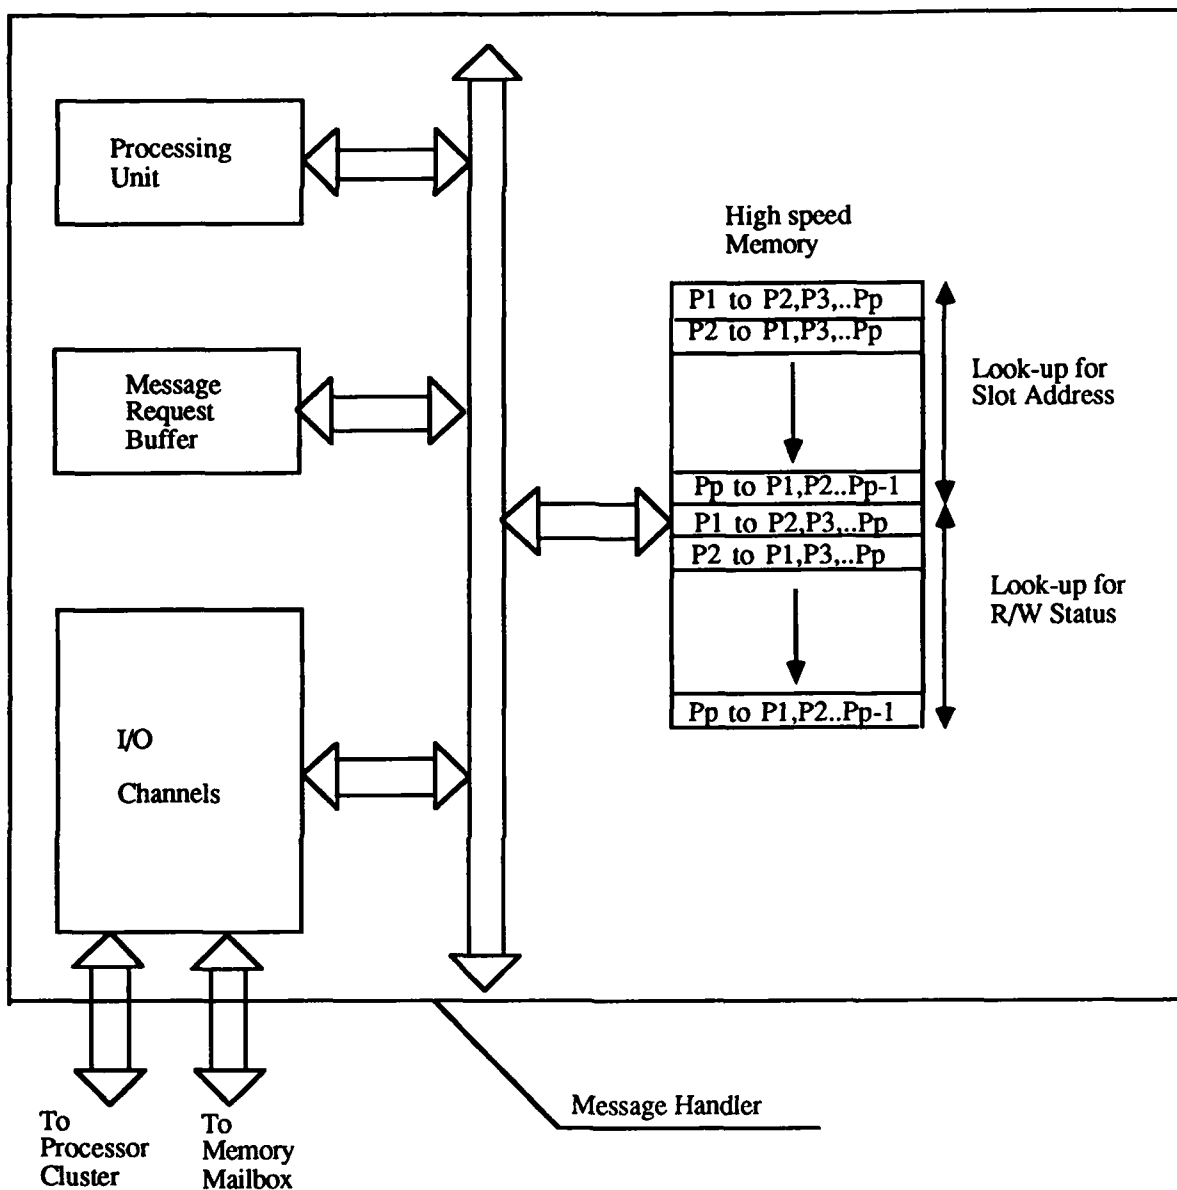 Processing
Unit
High speed
Memory
P1 to P2,P3,..Pp
P2 to P1,P3,..Pp
Look-up for
Slot Address
Message
Request
Buffer
Pp to P1,P2..Pp-1
P1 to P2,P3,..Pp
P2 to P1,P3,..Pp
Look-up for
R/W Status
Pp to P1,P2..Pp-1
I/O
Channels
Message Handler
To
Processor
Cluster
To
Memory
Mailbox